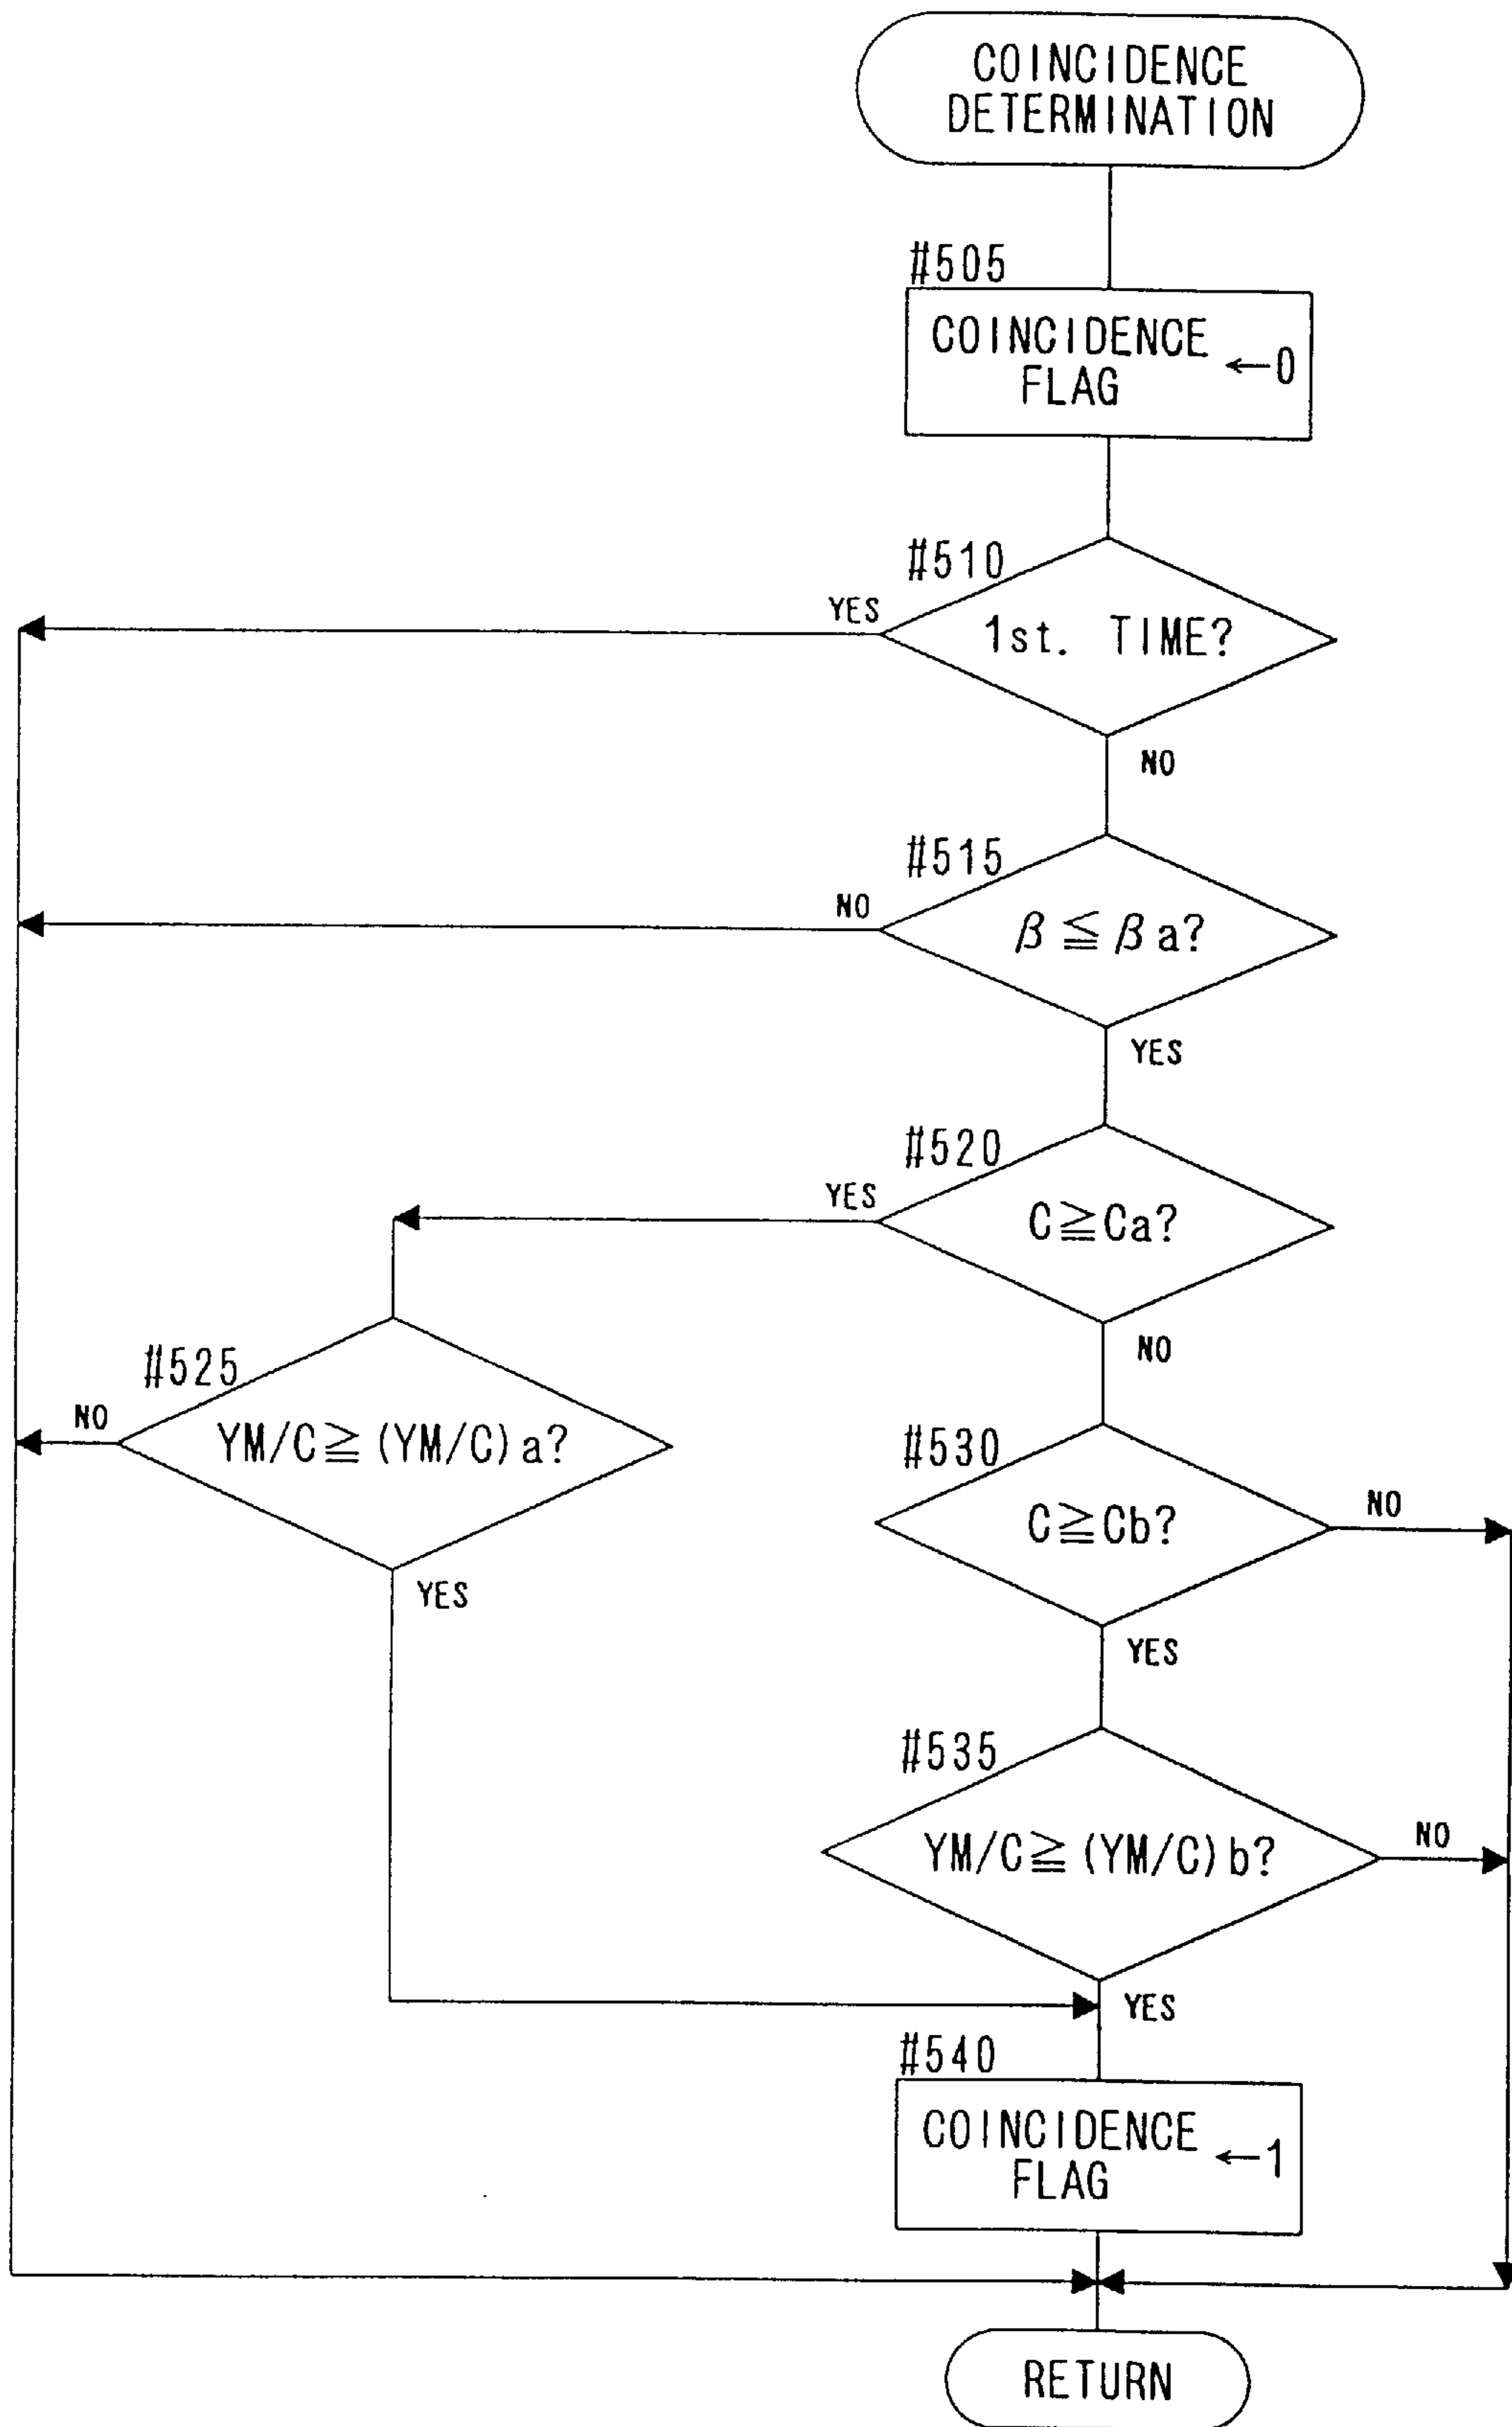 COINCIDENCE
DETERMINATION
#505
COINCIDENCE
FLAG
←0
#510
YES
1st. TIME?
NO
#515
NO
β≦βa?
YES
#520
YES
C≧Ca?
NO
#525
NO
YM/C≧(YM/C)a?
YES
#530
C≧Cb?
NO
YES
#535
YM/C≧(YM/C)b?
NO
YES
#540
COINCIDENCE
FLAG
←1
RETURN